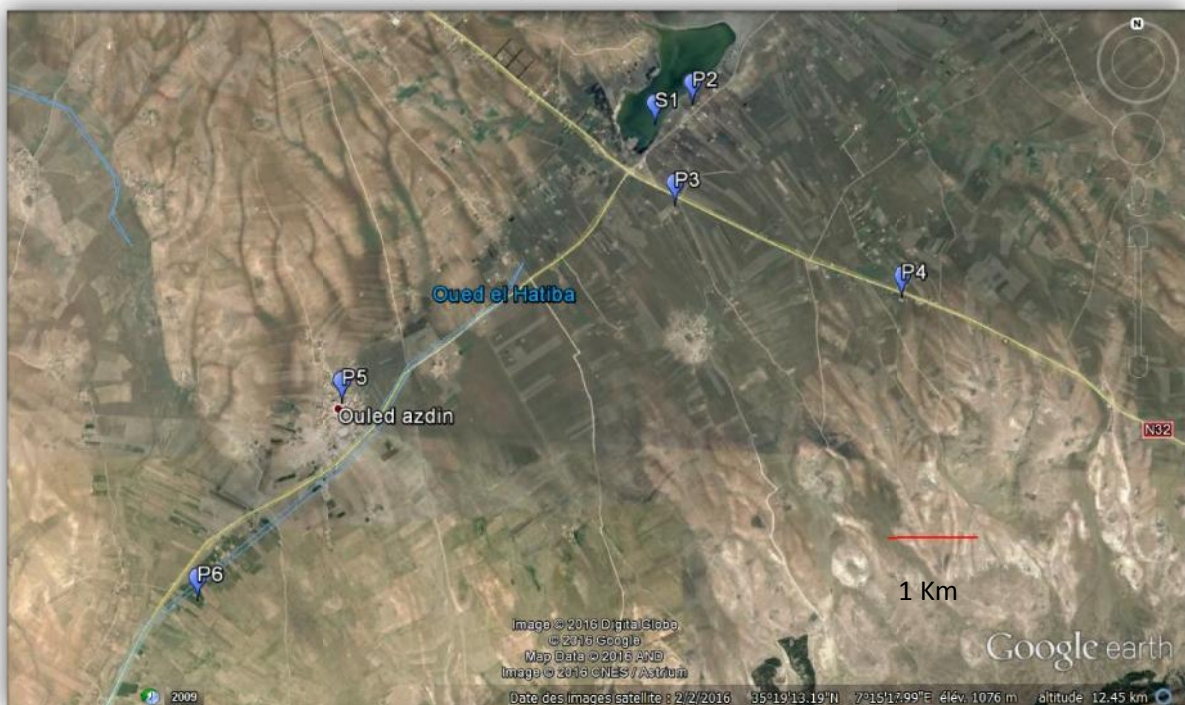 N
P2
S1
P3
P4
Oued el Hatiba
P5
Ouled azdin
N32
P6
1 Km
Image © 2016 DigitalGlobe
© 2016 Google
Map Data © 2016 AND
Image © 2016 CNES / Astrium
Google earth
2009
Date des images satellite : 2/2/2016 35°19'13.19"N 7°15'17.99"E élév. 1076 m altitude 12.45 km